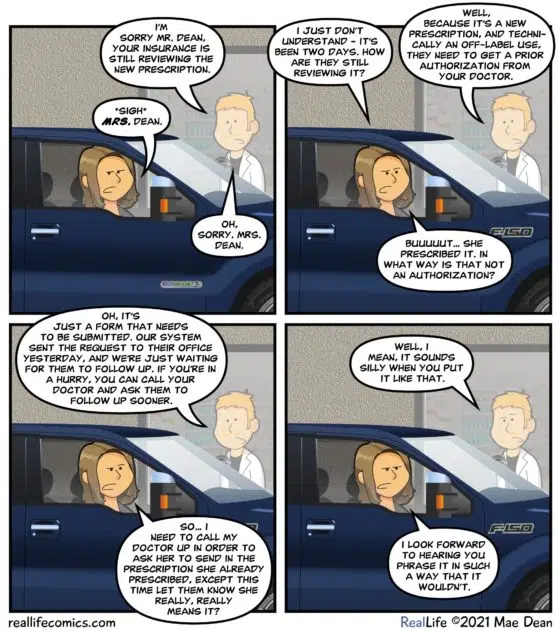 I'M
SORRY MR. DEAN,
YOUR INSURANCE IS
STILL REVIEWING THE
NEW PRESCRIPTION.
*SIGH*
MRS. DEAN.
OH,
SORRY. MRS.
DEAN.
I JUST DON'T
UNDERSTAND - IT'S
BEEN TWO DAYS. HOW
ARE THEY STILL
REVIEWING IT?
WELL,
BECAUSE IT'S A NEW
PRESCRIPTION, AND TECHNI-
CALLY AN OFF-LABEL USE,
THEY NEED TO GET A PRIOR
AUTHORIZATION FROM
YOUR DOCTOR.
F-150
BUUUUUT... SHE
PRESCRIBED IT. IN
WHAT WAY IS THAT NOT
AN AUTHORIZATION?
OH, IT'S
JUST A FORM THAT NEEDS
TO BE SUBMITTED. OUR SYSTEM
SENT THE REQUEST TO THEIR OFFICE
YESTERDAY, AND WE'RE JUST WAITING
FOR THEM TO FOLLOW UP. IF YOU'RE IN
A HURRY, YOU CAN CALL YOUR
DOCTOR AND ASK THEM TO
FOLLOW UP SOONER.
SO... I
NEED TO CALL MY
DOCTOR UP IN ORDER TO
ASK HER TO SEND IN THE
PRESCRIPTION SHE ALREADY
PRESCRIBED, EXCEPT THIS
TIME LET THEM KNOW SHE
REALLY, REALLY
MEANS IT?
WELL, I
MEAN, IT SOUNDS
SILLY WHEN YOU PUT
IT LIKE THAT.
F-150
I LOOK FORWARD
TO HEARING YOU
PHRASE IT IN SUCH
A WAY THAT IT
WOULDN'T.
reallifecomics.com
RealLife ©2021 Mae Dean